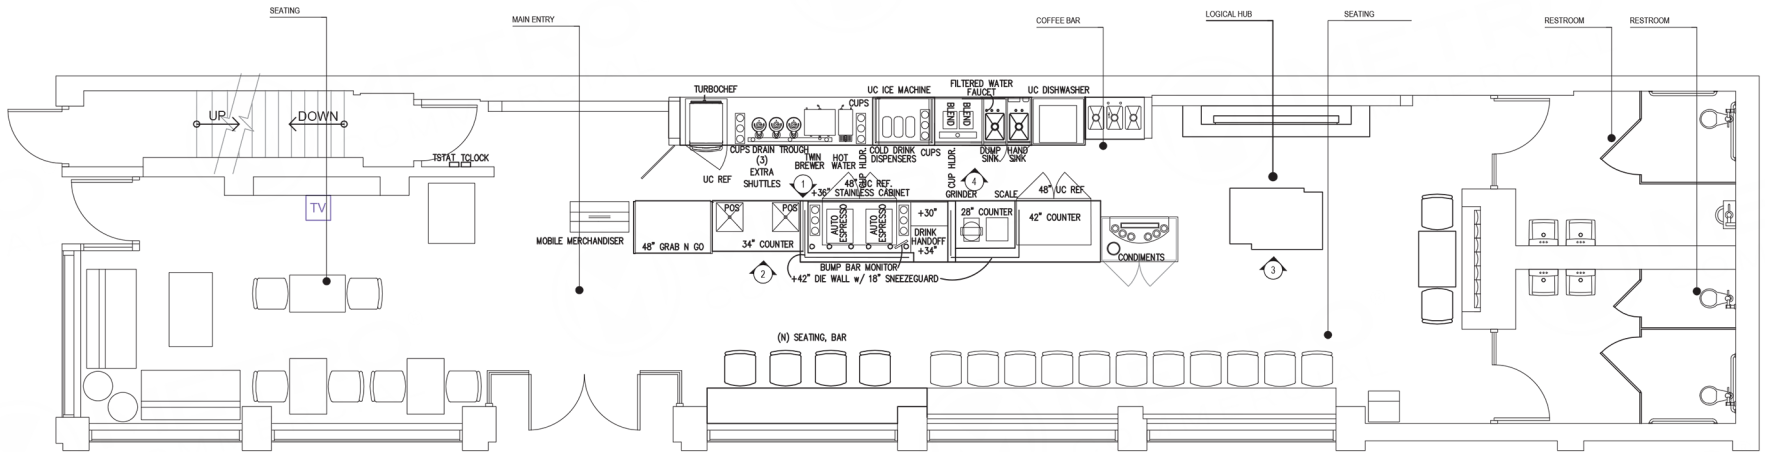 SEATING
MAIN ENTRY
COFFEE BAR
LOGICAL HUB
SEATING
RESTROOM
RESTROOM
UP
DOWN
TSTAT TCLOCK
TV
TURBOCHEF
CUPS
UC ICE MACHINE
FILTERED WATER
FAUCET
UC DISHWASHER
BLEND
BLEND
CUPS DRAIN TROUGH
(3)
EXTRA
SHUTTLES
TWIN
BREWER
HOT
WATER
CUP HLDR.
COLD DRINK
DISPENSERS
CUPS
CUP HLDR.
DUMP
SINK
HAND
SINK
UC REF
1
48" UC REF.
+36" STAINLESS CABINET
4
GRINDER
SCALE
48" UC REF
MOBILE MERCHANDISER
48" GRAB N GO
POS
POS
34" COUNTER
AUTO
ESPRESSO
AUTO
ESPRESSO
+30"
DRINK
HANDOFF
+34"
28" COUNTER
42" COUNTER
CONDIMENTS
2
BUMP BAR MONITOR
+42" DIE WALL w/ 18" SNEEZEGUARD
3
(N) SEATING, BAR